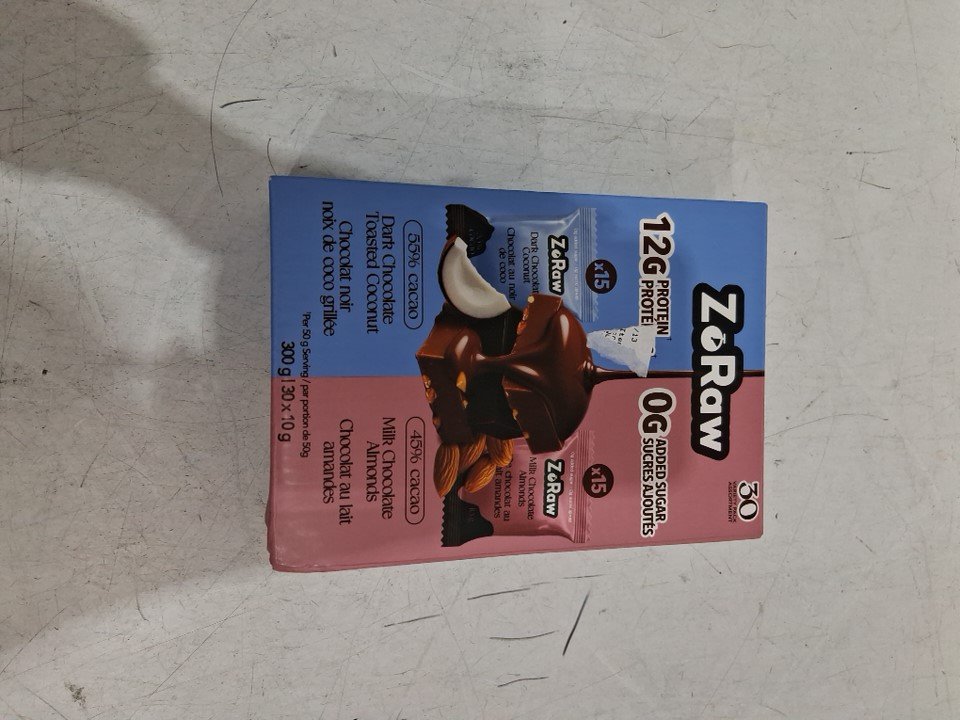 ZoRaw
30
VARIETY PACK
ASSORTMENT
12G PROTEIN
0G ADDED SUGAR
SUCRES AJOUTÉS
x15
x15
ZoRaw
Dark Chocolate
Coconut
Chocolat au noir
de coco
ZoRaw
Milk Chocolate
Almonds
chocolat au
amandes
55% cacao
Dark Chocolate
Toasted Coconut
Chocolat noir
noix de coco grillée
45% cacao
Milk Chocolate
Almonds
Chocolat au lait
amandes
*Per 50 g Serving / par portion de 50g
300 g | 30 x 10 g